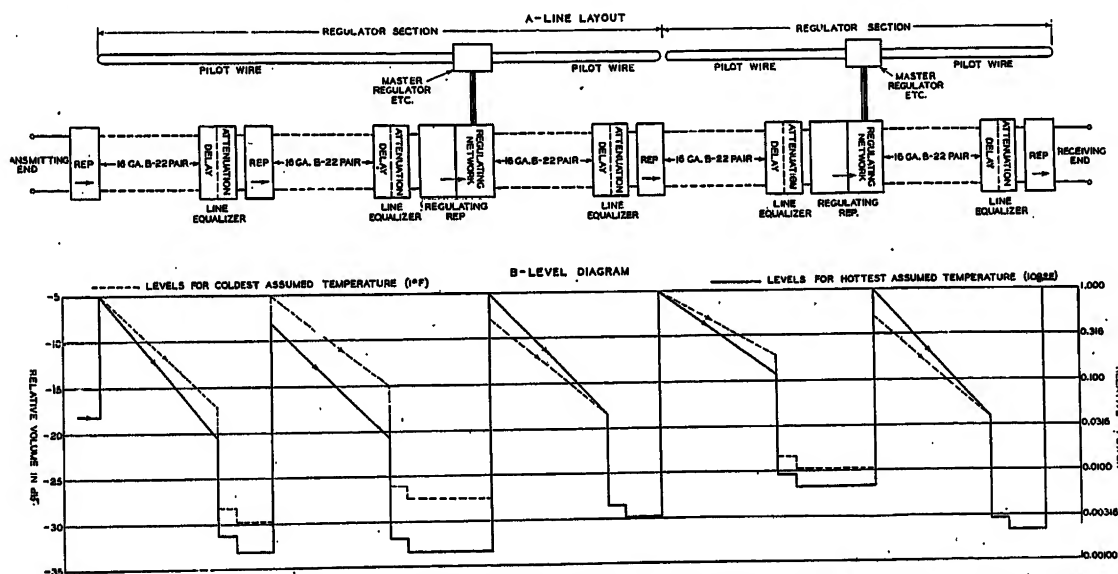 A-LINE LAYOUT
REGULATOR SECTION
REGULATOR SECTION
PILOT WIRE
PILOT WIRE
PILOT WIRE
PILOT WIRE
MASTER
REGULATOR
ETC.
MASTER
REGULATOR
ETC.
ANSMITTING
END
REP
16 GA. B-22 PAIR
DELAY
ATTENUATION
REP
16 GA. B-22 PAIR
DELAY
ATTENUATION
REGULATING
NETWORK
16 GA. B-22 PAIR
DELAY
ATTENUATION
REP
16 GA. B-22 PAIR
DELAY
ATTENUATION
REGULATING
NETWORK
16 GA. B-22 PAIR
DELAY
ATTENUATION
REP
RECEIVING
END
LINE
EQUALIZER
LINE
EQUALIZER
REGULATING
REP
LINE
EQUALIZER
LINE
EQUALIZER
REGULATING
REP.
LINE
EQUALIZER
B-LEVEL DIAGRAM
LEVELS FOR COLDEST ASSUMED TEMPERATURE (1°F)
LEVELS FOR HOTTEST ASSUMED TEMPERATURE
RELATIVE VOLUME IN
-5
-10
-15
-20
-25
-30
-35
1.000
0.316
0.100
0.0316
0.0100
0.00316
0.00100